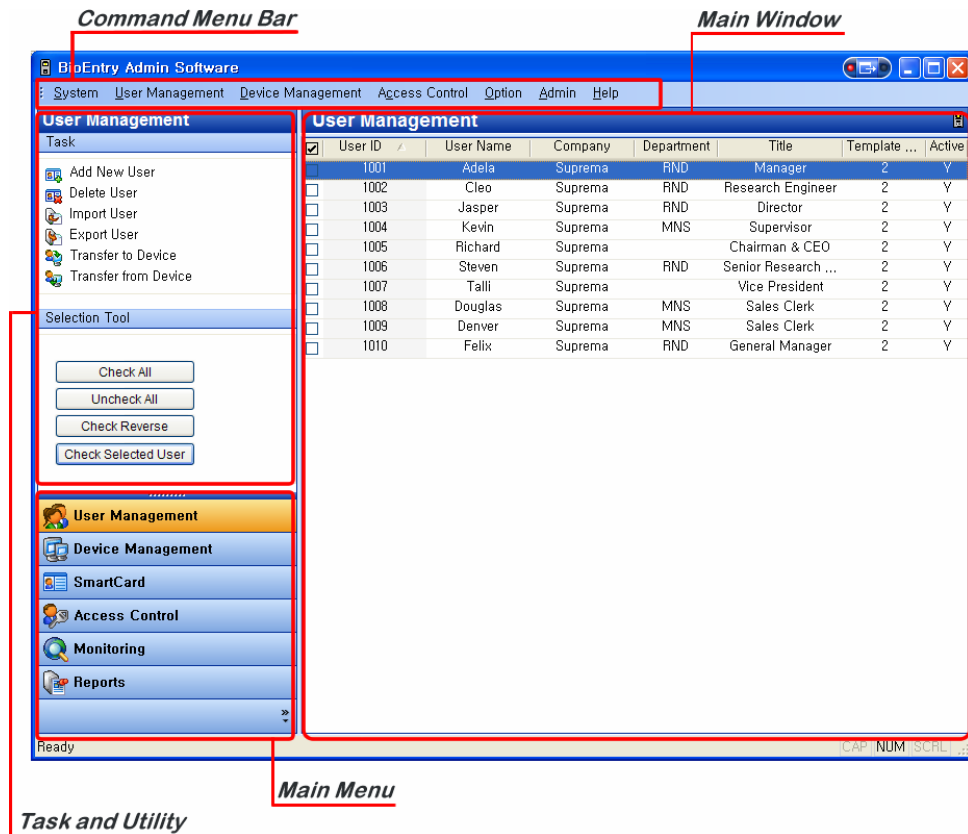 Command Menu Bar
Main Window
BioEntry Admin Software
System User Management Device Management Access Control Option Admin Help
User Management
Task
Add New User
Delete User
Import User
Export User
Transfer to Device
Transfer from Device
Selection Tool
Check All
Uncheck All
Check Reverse
Check Selected User
User Management
Device Management
SmartCard
Access Control
Monitoring
Reports
User Management
User ID User Name Company Department Title Template ... Active
1001 Adela Suprema RND Manager 2 Y
1002 Cleo Suprema RND Research Engineer 2 Y
1003 Jasper Suprema RND Director 2 Y
1004 Kevin Suprema MNS Supervisor 2 Y
1005 Richard Suprema Chairman & CEO 2 Y
1006 Steven Suprema RND Senior Research ... 2 Y
1007 Talli Suprema Vice President 2 Y
1008 Douglas Suprema MNS Sales Clerk 2 Y
1009 Denver Suprema MNS Sales Clerk 2 Y
1010 Felix Suprema RND General Manager 2 Y
Ready
CAP NUM SCRL
Main Menu
Task and Utility